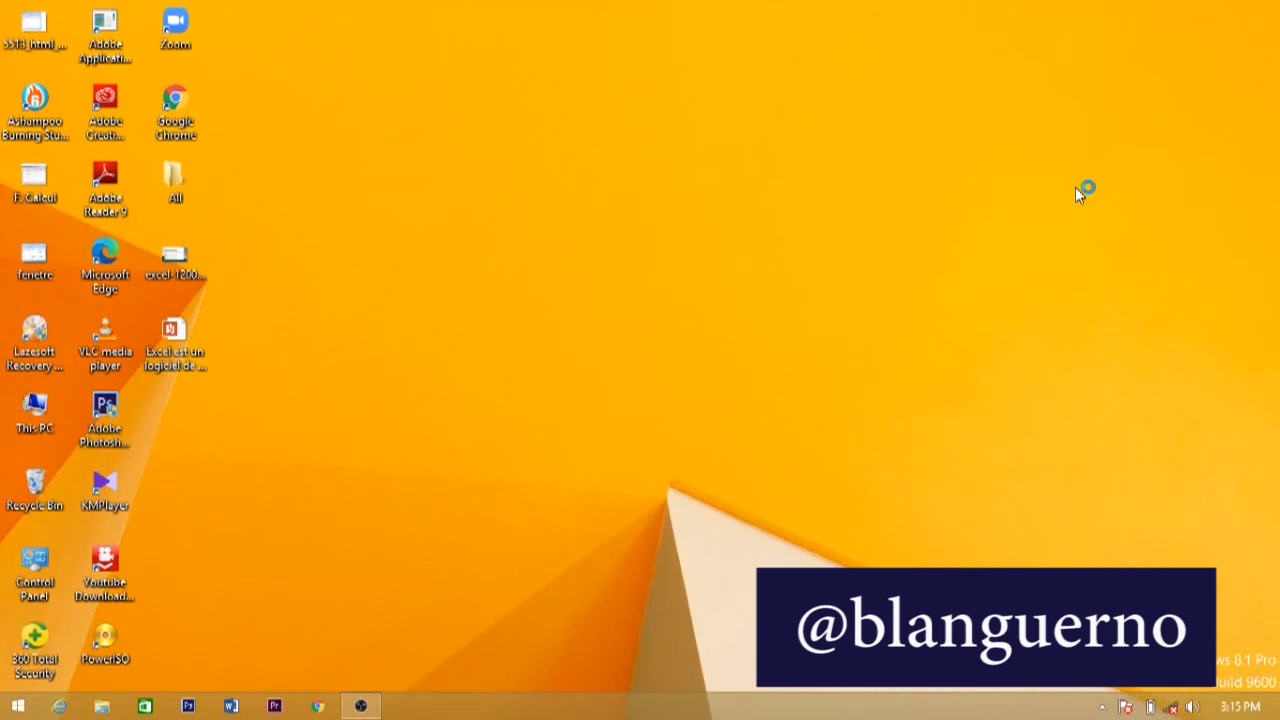 5513_html_...
Adobe
Applicati...
Zoom
Ashampoo
Burning Stu...
Adobe
Creati...
Google
Chrome
F. Calcul
Adobe
Reader 9
All
fenetre
Microsoft
Edge
excel-1200...
Lazesoft
Recovery ...
VLC media
player
Excel est un
logiciel de ...
This PC
Adobe
Photosh...
Recycle Bin
KMPlayer
Control
Panel
Youtube
Download...
360 Total
Security
PowerISO
@blanguerno
ws 8.1 Pro
Build 9600
3:15 PM